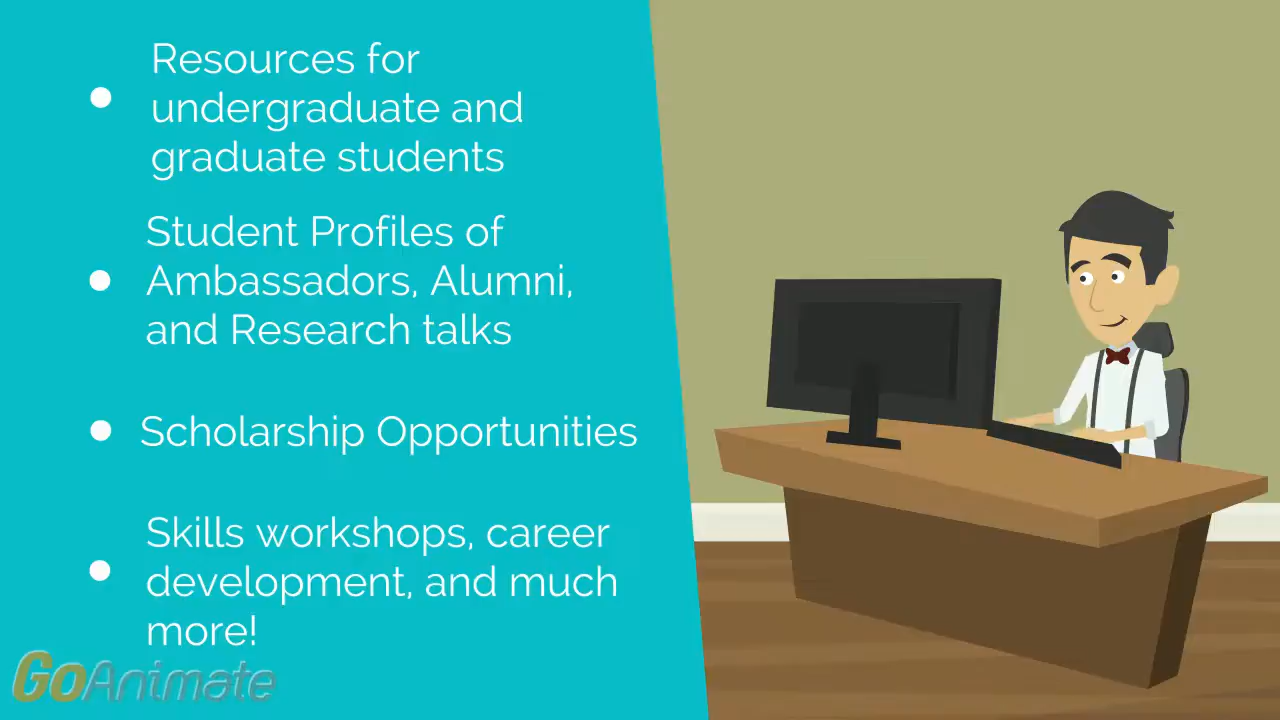 Resources for
undergraduate and
graduate students
Student Profiles of
Ambassadors, Alumni,
and Research talks
Scholarship Opportunities
Skills workshops, career
development, and much
more!
GoAnimate